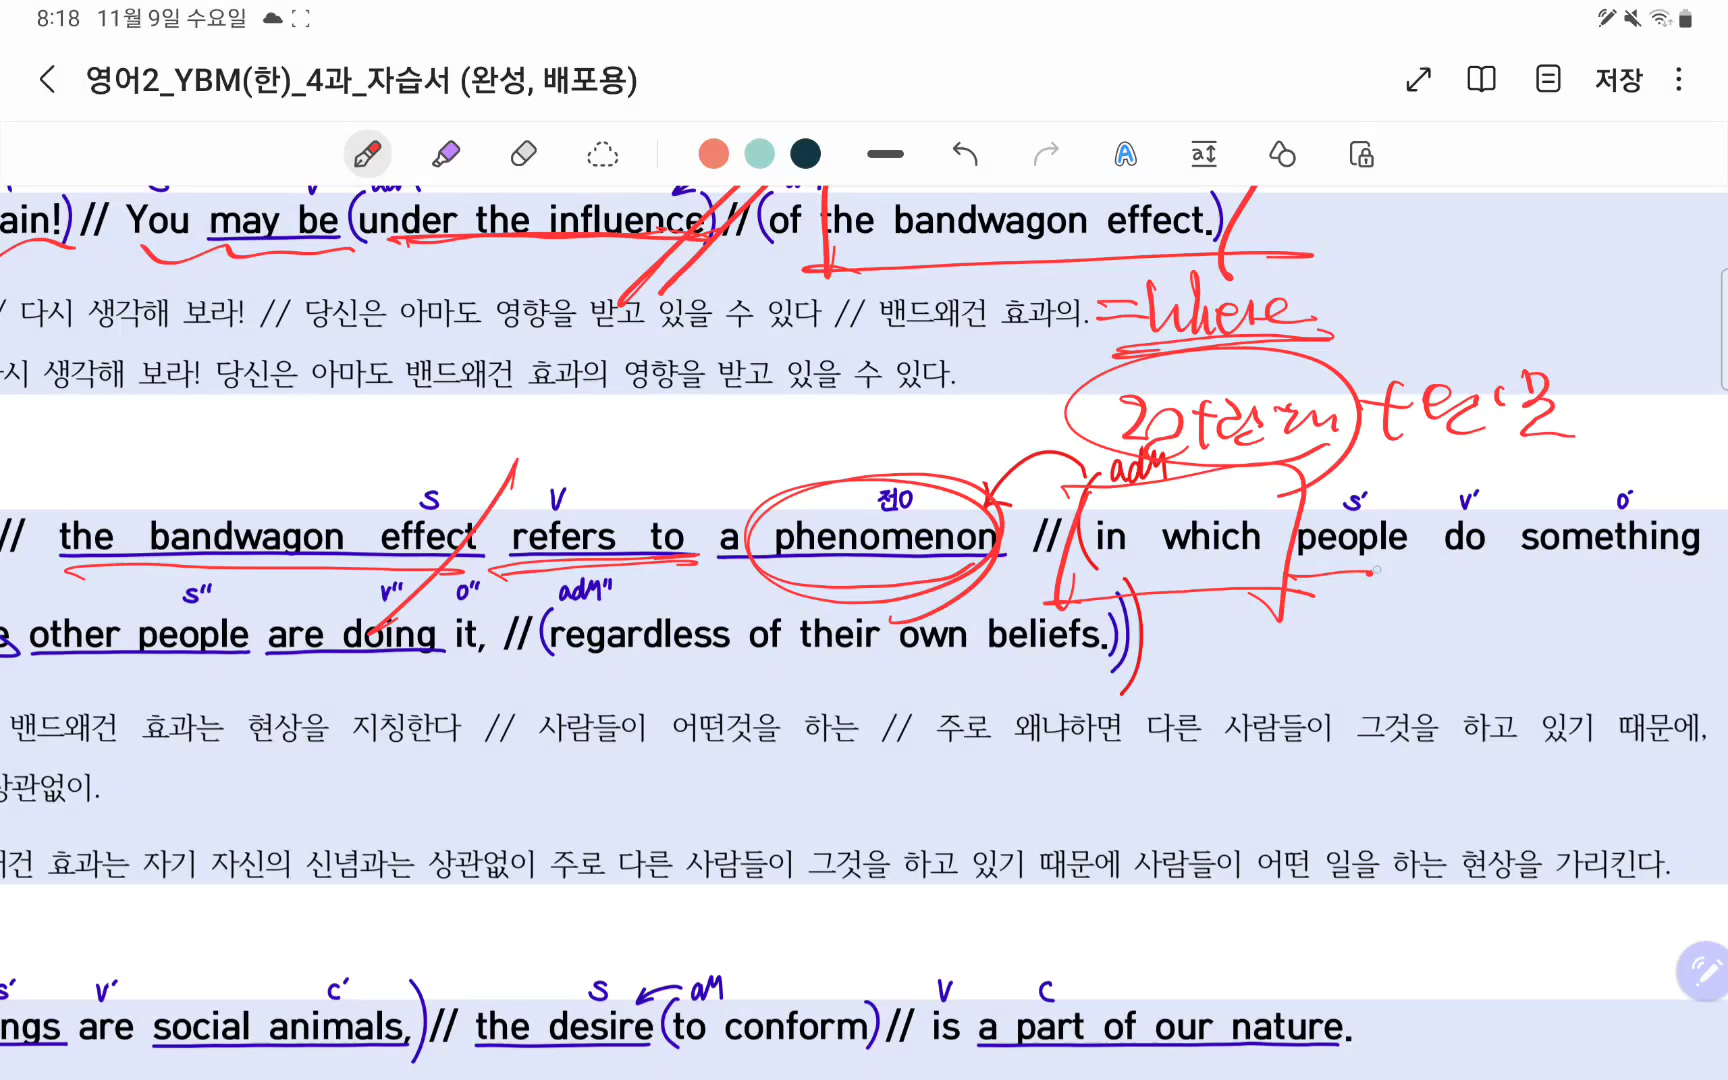 8:18 11월 9일 수요일
영어2_YBM(한)_4과_자습서 (완성, 배포용)
저장
ain!) // You may be (under the influence) // (of the bandwagon effect.)
/ 다시 생각해 보라! // 당신은 아마도 영향을 받고 있을 수 있다 // 밴드왜건 효과의.
=where
시 생각해 보라! 당신은 아마도 밴드왜건 효과의 영향을 받고 있을 수 있다.
adM
S V 전O S' V' O'
// the bandwagon effect refers to a phenomenon // (in which people do something
S" V" O" adM"
other people are doing it, // (regardless of their own beliefs.))
밴드왜건 효과는 현상을 지칭한다 // 사람들이 어떤것을 하는 // 주로 왜냐하면 다른 사람들이 그것을 하고 있기 때문에,
상관없이.
건 효과는 자기 자신의 신념과는 상관없이 주로 다른 사람들이 그것을 하고 있기 때문에 사람들이 어떤 일을 하는 현상을 가리킨다.
S' V' C' S aM V C
ngs are social animals,) // the desire (to conform) // is a part of our nature.